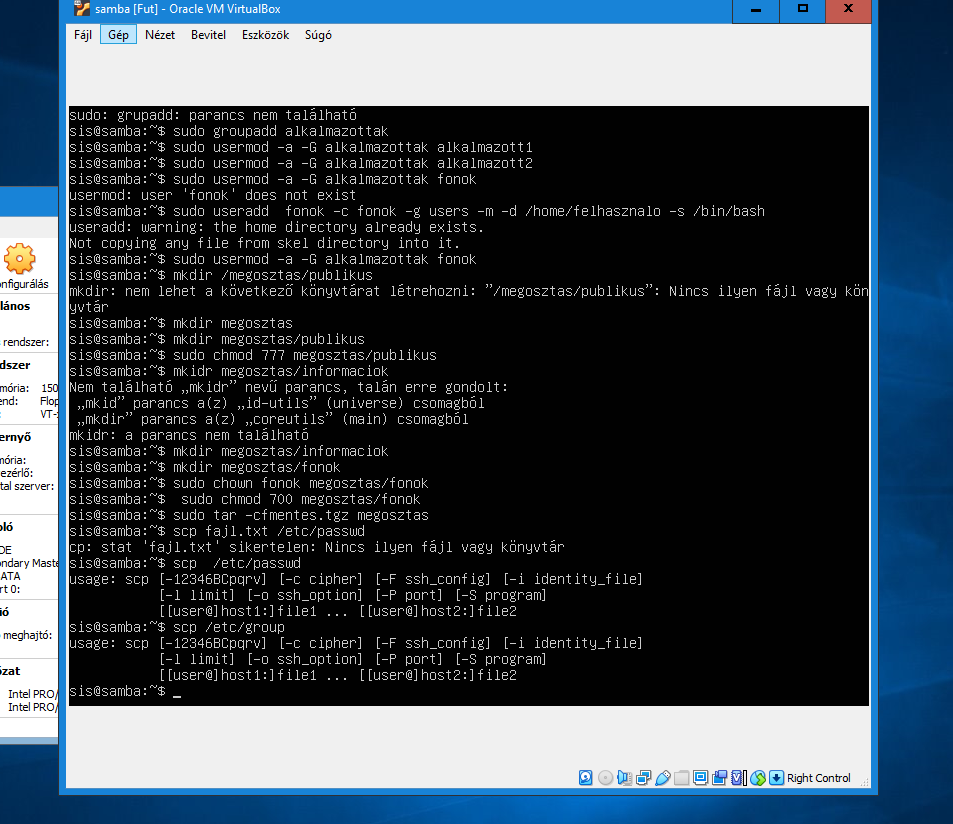 samba [Fut] - Oracle VM VirtualBox
Fájl Gép Nézet Bevitel Eszközök Súgó
sudo: grupadd: parancs nem található
sis@samba:~$ sudo groupadd alkalmazottak
sis@samba:~$ sudo usermod -a -G alkalmazottak alkalmazott1
sis@samba:~$ sudo usermod -a -G alkalmazottak alkalmazott2
sis@samba:~$ sudo usermod -a -G alkalmazottak fonok
usermod: user 'fonok' does not exist
sis@samba:~$ sudo useradd  fonok -c fonok -g users -m -d /home/felhasznalo -s /bin/bash
useradd: warning: the home directory already exists.
Not copying any file from skel directory into it.
sis@samba:~$ sudo usermod -a -G alkalmazottak fonok
sis@samba:~$ mkdir /megosztas/publikus
mkdir: nem lehet a következő könyvtárat létrehozni: ”/megosztas/publikus”: Nincs ilyen fájl vagy kön
yvtár
sis@samba:~$ mkdir megosztas
sis@samba:~$ mkdir megosztas/publikus
sis@samba:~$ sudo chmod 777 megosztas/publikus
sis@samba:~$ mkidr megosztas/informaciok
Nem található „mkidr” nevű parancs, talán erre gondolt:
„mkid” parancs a(z) „id-utils” (universe) csomagból
„mkdir” parancs a(z) „coreutils” (main) csomagból
mkidr: a parancs nem található
sis@samba:~$ mkdir megosztas/informaciok
sis@samba:~$ mkdir megosztas/fonok
sis@samba:~$ sudo chown fonok megosztas/fonok
sis@samba:~$  sudo chmod 700 megosztas/fonok
sis@samba:~$ sudo tar -cfmentes.tgz megosztas
sis@samba:~$ scp fajl.txt /etc/passwd
cp: stat 'fajl.txt' sikertelen: Nincs ilyen fájl vagy könyvtár
sis@samba:~$ scp  /etc/passwd
usage: scp [-12346BCpqrv] [-c cipher] [-F ssh_config] [-i identity_file]
[-l limit] [-o ssh_option] [-P port] [-S program]
[[user@]host1:]file1 ... [[user@]host2:]file2
sis@samba:~$ scp /etc/group
usage: scp [-12346BCpqrv] [-c cipher] [-F ssh_config] [-i identity_file]
[-l limit] [-o ssh_option] [-P port] [-S program]
[[user@]host1:]file1 ... [[user@]host2:]file2
sis@samba:~$ _
Right Control
nfigurálás
lános
rendszer:
dszer
mória: 150
end: Flop
VT-
ernyő
mória:
ezérlő:
tal szerver:
oló
DE
ondary Maste
ATA
rt 0:
ió
meghajtó:
ózat
Intel PRO/
Intel PRO/